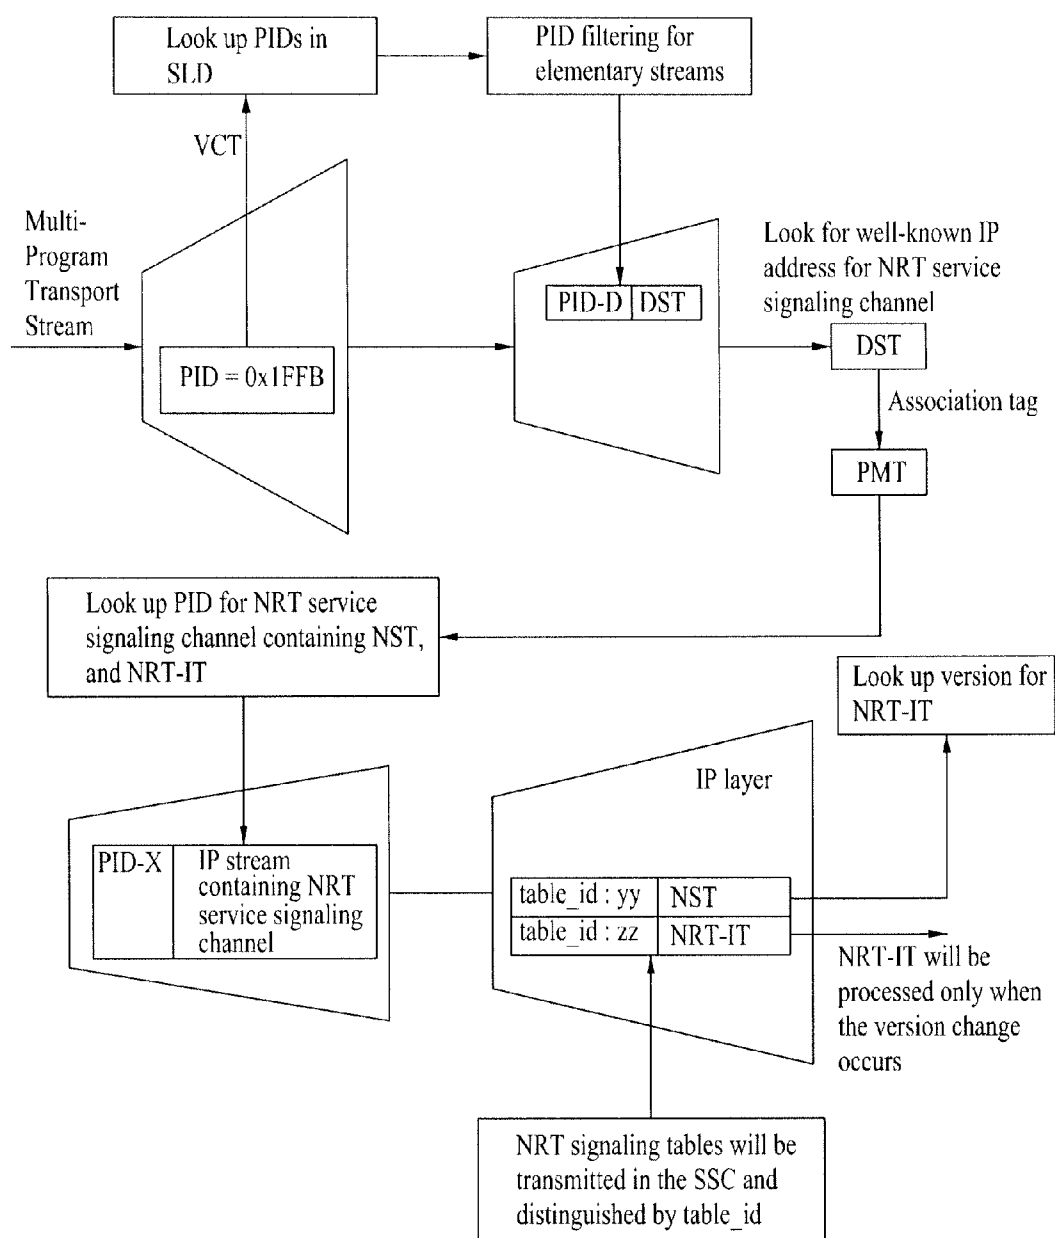 Look up PIDs in
SLD
PID filtering for
elementary streams
VCT
Multi-
Program
Transport
Stream
PID = 0x1FFB
PID-D DST
Look for well-known IP
address for NRT service
signaling channel
DST
Association tag
PMT
Look up PID for NRT service
signaling channel containing NST,
and NRT-IT
Look up version for
NRT-IT
IP layer
PID-X
IP stream
containing NRT
service signaling
channel
table_id : yy NST
table_id : zz NRT-IT
NRT-IT will be
processed only when
the version change
occurs
NRT signaling tables will be
transmitted in the SSC and
distinguished by table_id